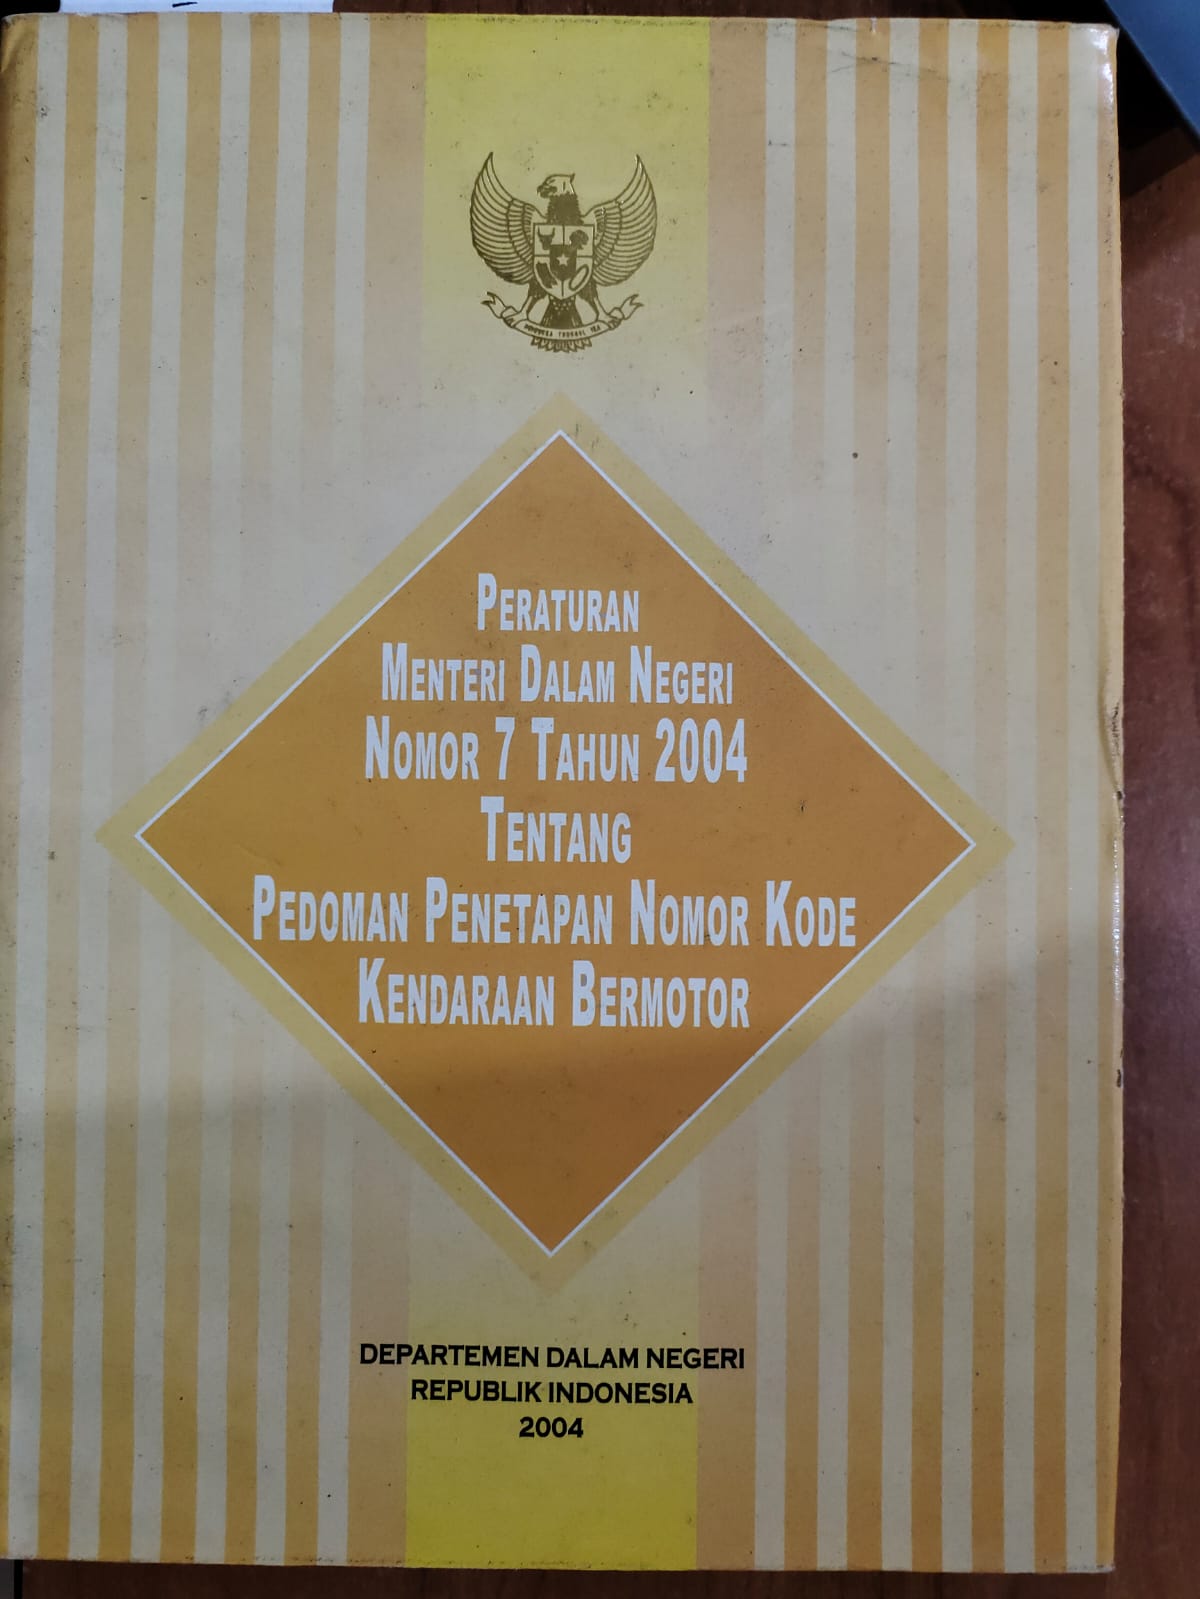 PERATURAN
MENTERI DALAM NEGERI
NOMOR 7 TAHUN 2004
TENTANG
PEDOMAN PENETAPAN NOMOR KODE
KENDARAAN BERMOTOR
DEPARTEMEN DALAM NEGERI
REPUBLIK INDONESIA
2004